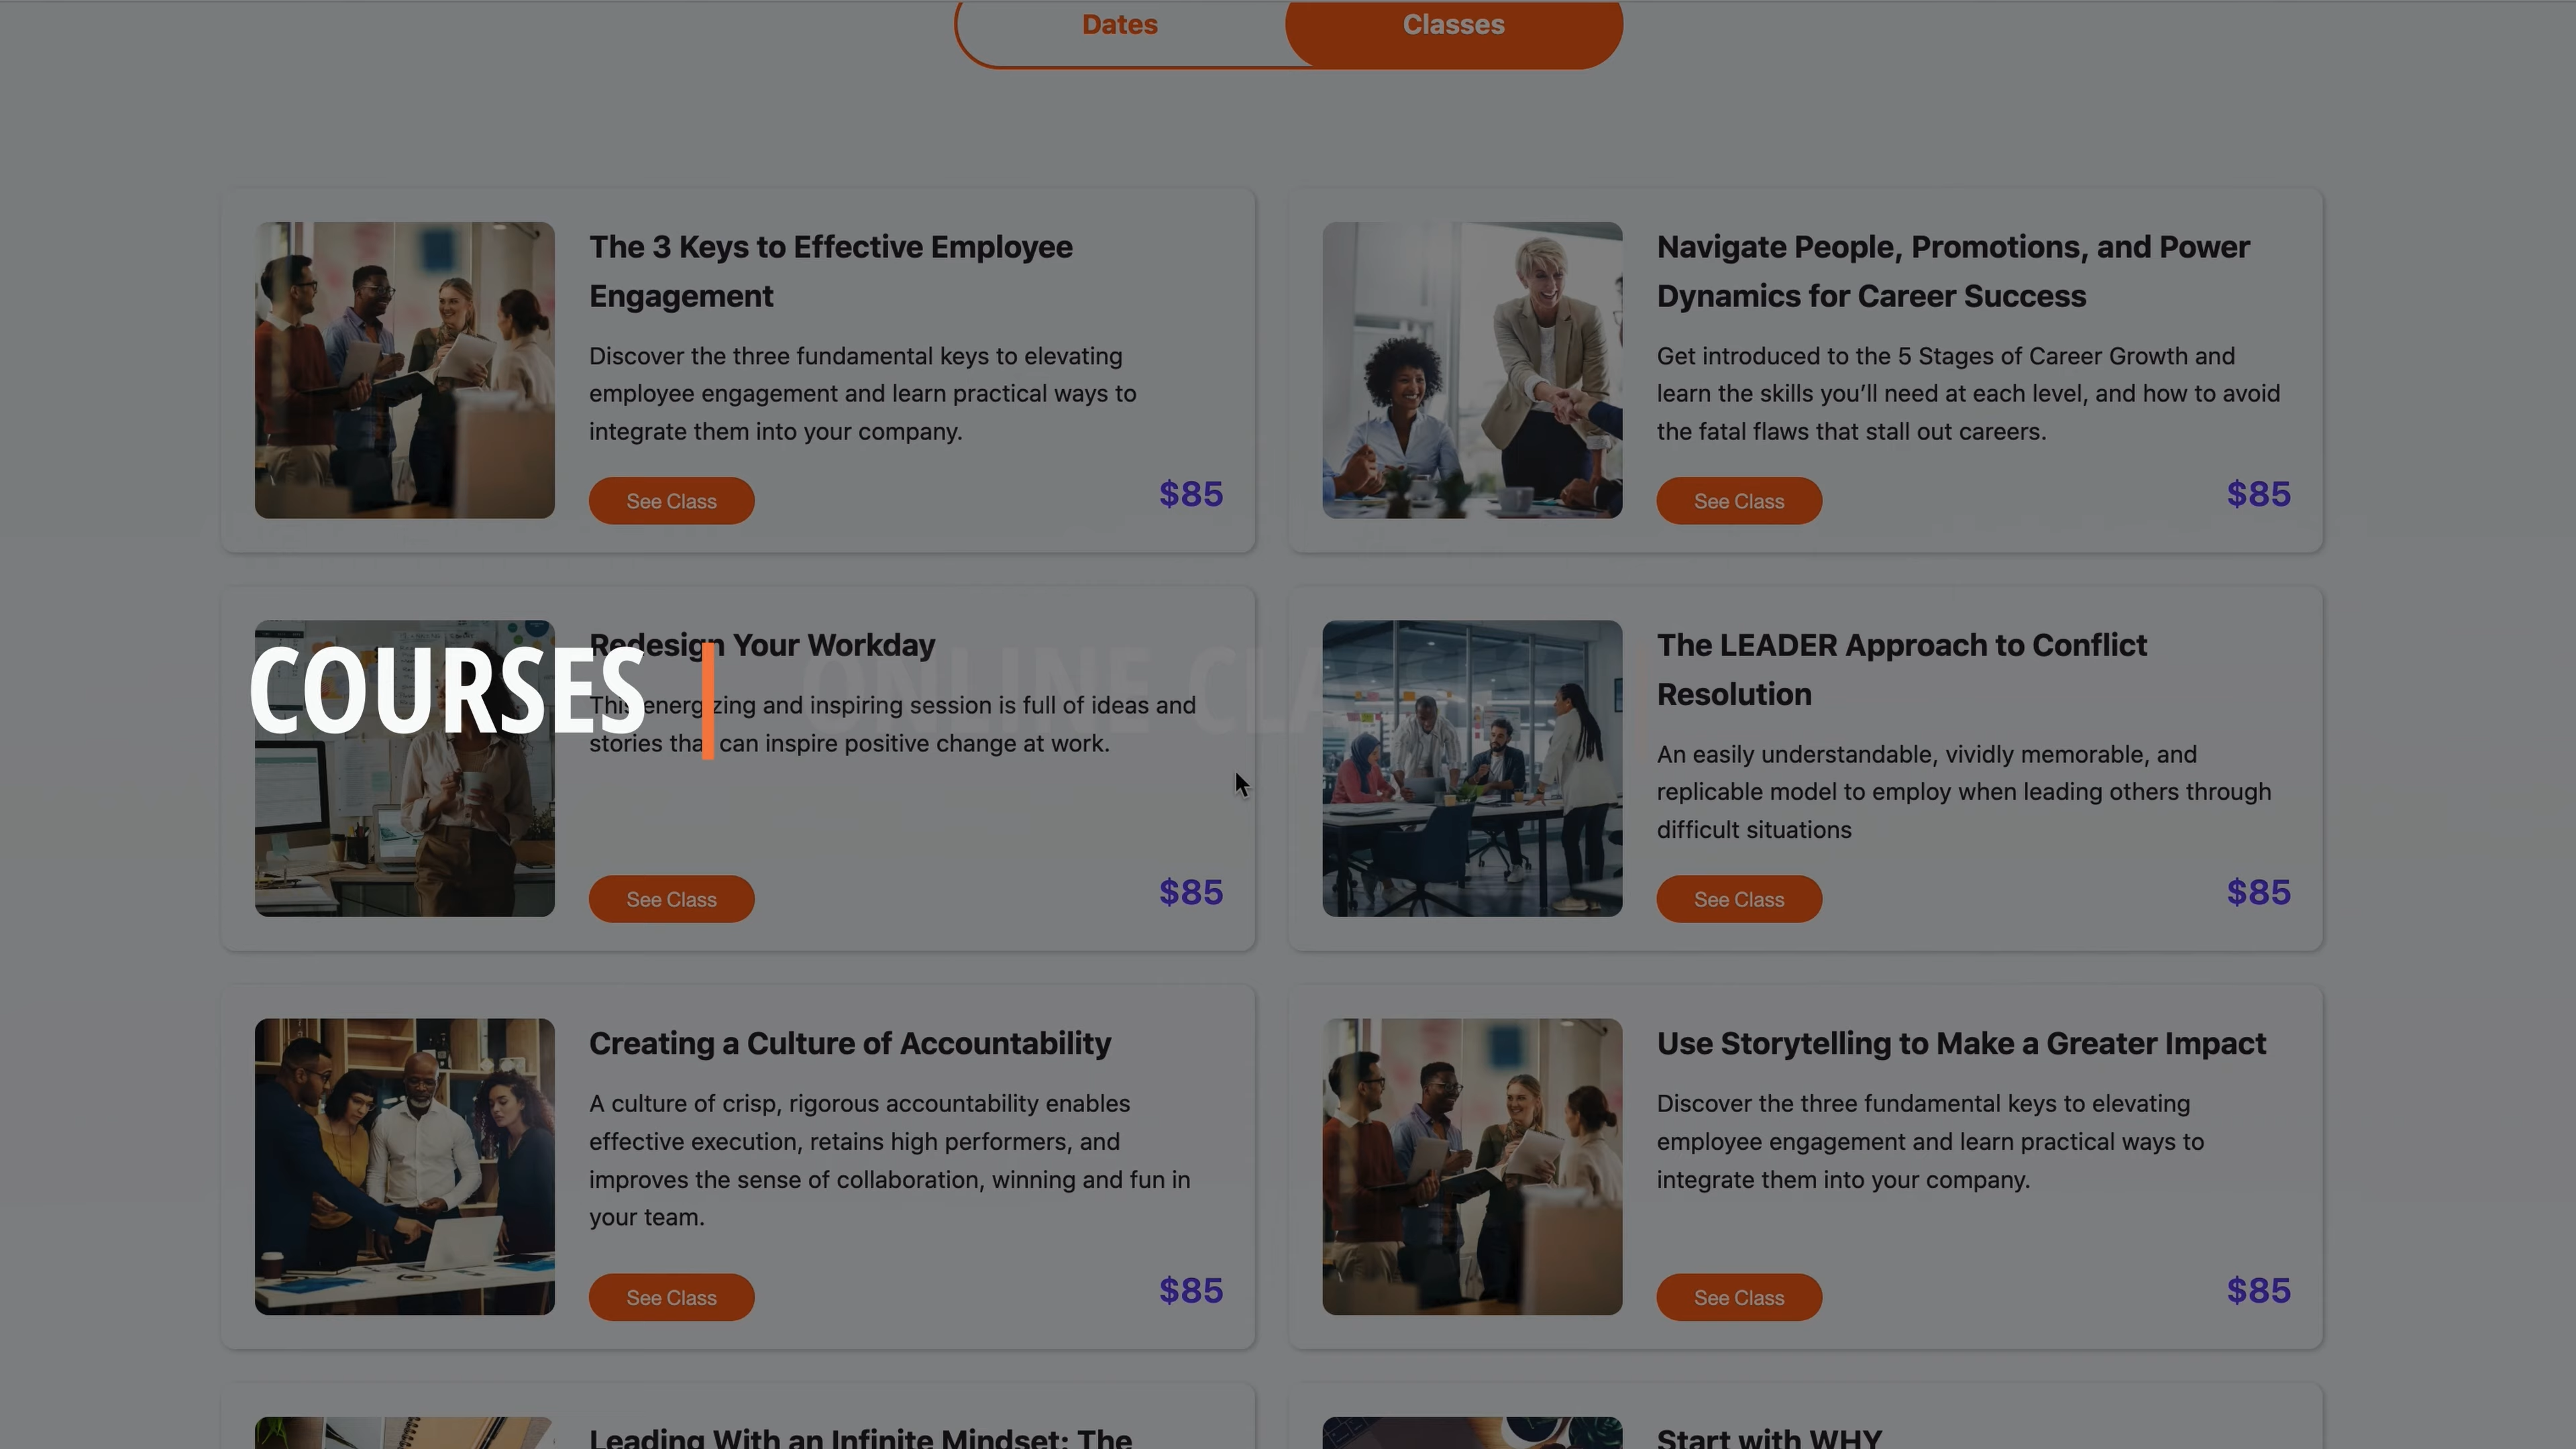 Dates
Classes
The 3 Keys to Effective Employee
Engagement
Discover the three fundamental keys to elevating
employee engagement and learn practical ways to
integrate them into your company.
See Class
$85
Navigate People, Promotions, and Power
Dynamics for Career Success
Get introduced to the 5 Stages of Career Growth and
learn the skills you’ll need at each level, and how to avoid
the fatal flaws that stall out careers.
See Class
$85
COURSES |
ONLINE CLA
Redesign Your Workday
This energizing and inspiring session is full of ideas and
stories that can inspire positive change at work.
See Class
$85
The LEADER Approach to Conflict
Resolution
An easily understandable, vividly memorable, and
replicable model to employ when leading others through
difficult situations
See Class
$85
Creating a Culture of Accountability
A culture of crisp, rigorous accountability enables
effective execution, retains high performers, and
improves the sense of collaboration, winning and fun in
your team.
See Class
$85
Use Storytelling to Make a Greater Impact
Discover the three fundamental keys to elevating
employee engagement and learn practical ways to
integrate them into your company.
See Class
$85
Leading With an Infinite Mindset: The
Start with WHY